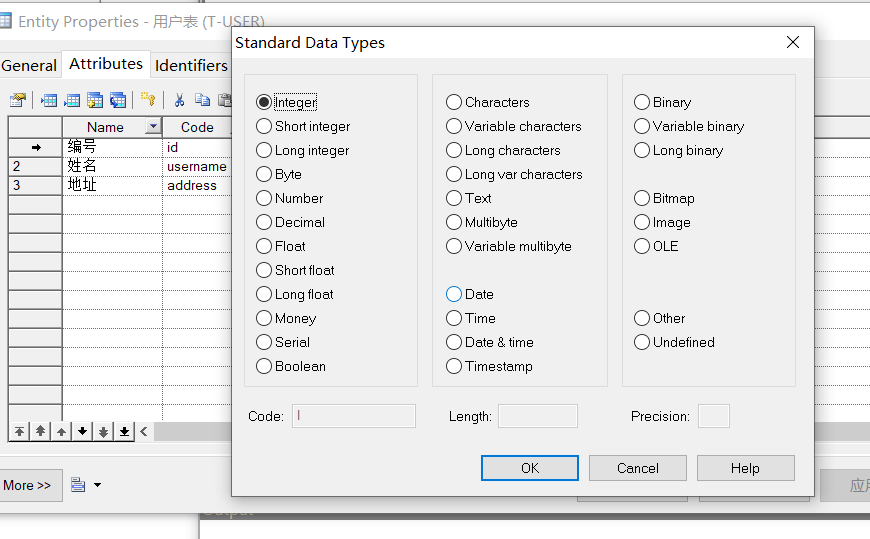 Entity Properties - 用户表 (T-USER)
General Attributes Identifiers
Name Code
编号 id
2 姓名 username
3 地址 address
More >>
Standard Data Types
Integer
Short integer
Long integer
Byte
Number
Decimal
Float
Short float
Long float
Money
Serial
Boolean
Characters
Variable characters
Long characters
Long var characters
Text
Multibyte
Variable multibyte
Date
Time
Date & time
Timestamp
Binary
Variable binary
Long binary
Bitmap
Image
OLE
Other
Undefined
Code: I Length: Precision:
OK Cancel Help
应
Output